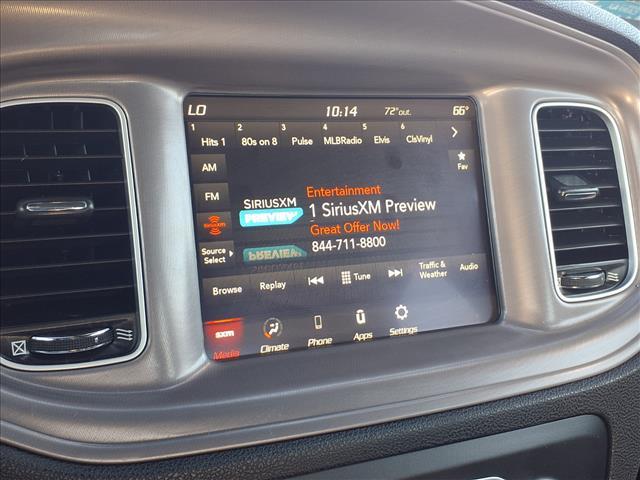 LO 10:14 72°out. 66°
1 2 3 4 5 6
Hits 1 80s on 8 Pulse MLBRadio Elvis ClsVinyl
AM
FM
SiriusXM
Source Select
Fav
SIRIUSXM
PREVIEW
Entertainment
1 SiriusXM Preview
Great Offer Now!
844-711-8800
Browse Replay Tune Traffic & Weather Audio
sxm
Media Climate Phone Apps Settings